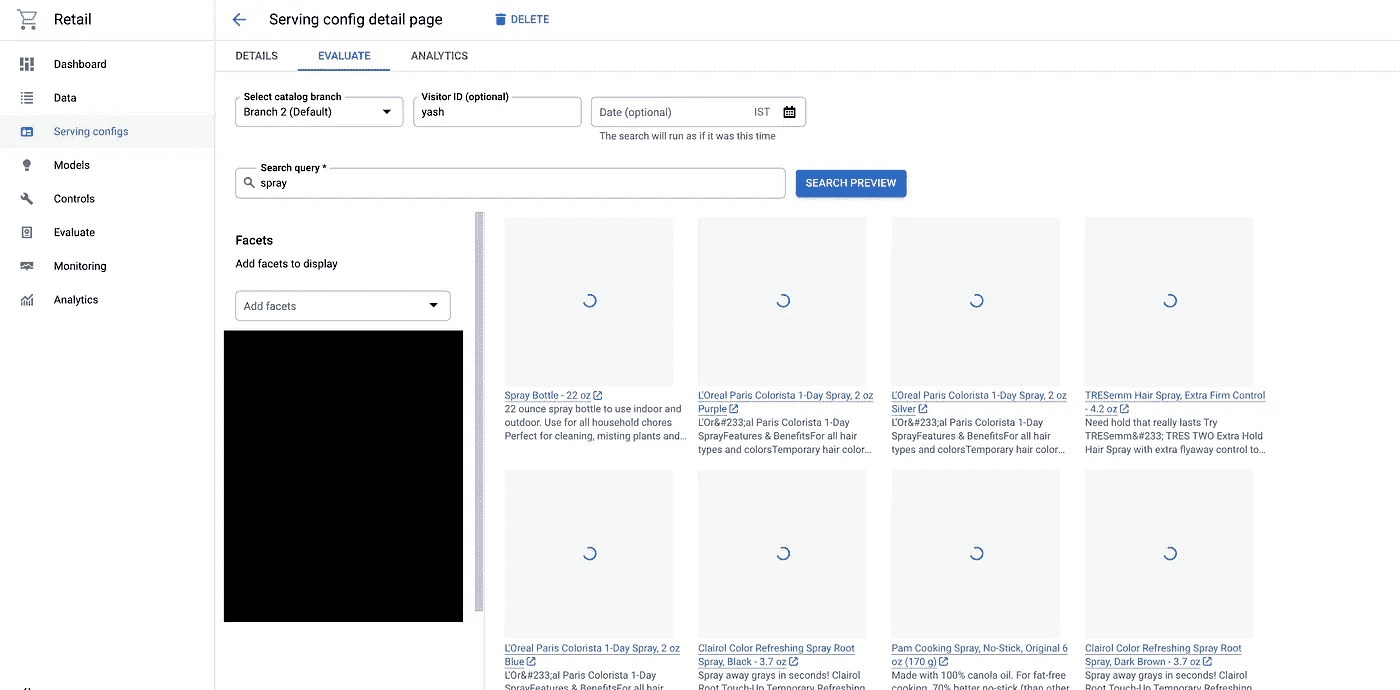 Retail
Serving config detail page
DELETE
Dashboard
Data
Serving configs
Models
Controls
Evaluate
Monitoring
Analytics
DETAILS
EVALUATE
ANALYTICS
Select catalog branch
Branch 2 (Default)
Visitor ID (optional)
yash
Date (optional)
IST
The search will run as if it was this time
Search query *
spray
SEARCH PREVIEW
Facets
Add facets to display
Add facets
Spray Bottle - 22 oz
22 ounce spray bottle to use indoor and
outdoor. Use for all household chores
Perfect for cleaning, misting plants and...
L'Oreal Paris Colorista 1-Day Spray, 2 oz
Purple
L'Or&#233;al Paris Colorista 1-Day
SprayFeatures & BenefitsFor all hair
types and colorsTemporary hair color...
L'Oreal Paris Colorista 1-Day Spray, 2 oz
Silver
L'Or&#233;al Paris Colorista 1-Day
SprayFeatures & BenefitsFor all hair
types and colorsTemporary hair color...
TRESemm Hair Spray, Extra Firm Control
- 4.2 oz
Need hold that really lasts Try
TRESemm&#233; TRES TWO Extra Hold
Hair Spray with extra flyaway control to...
L'Oreal Paris Colorista 1-Day Spray, 2 oz
Blue
L'Or&#233;al Paris Colorista 1-Day
SprayFeatures & BenefitsFor all hair
Clairol Color Refreshing Spray Root
Spray, Black - 3.7 oz
Spray away grays in seconds! Clairol
Root Touch-Up Temporary Refreshing
Pam Cooking Spray, No-Stick, Original 6
oz (170 g)
Made with 100% canola oil. For fat-free
cooking. 70% better no-stick (than other
Clairol Color Refreshing Spray Root
Spray, Dark Brown - 3.7 oz
Spray away grays in seconds! Clairol
Root Touch-Up Temporary Refreshing